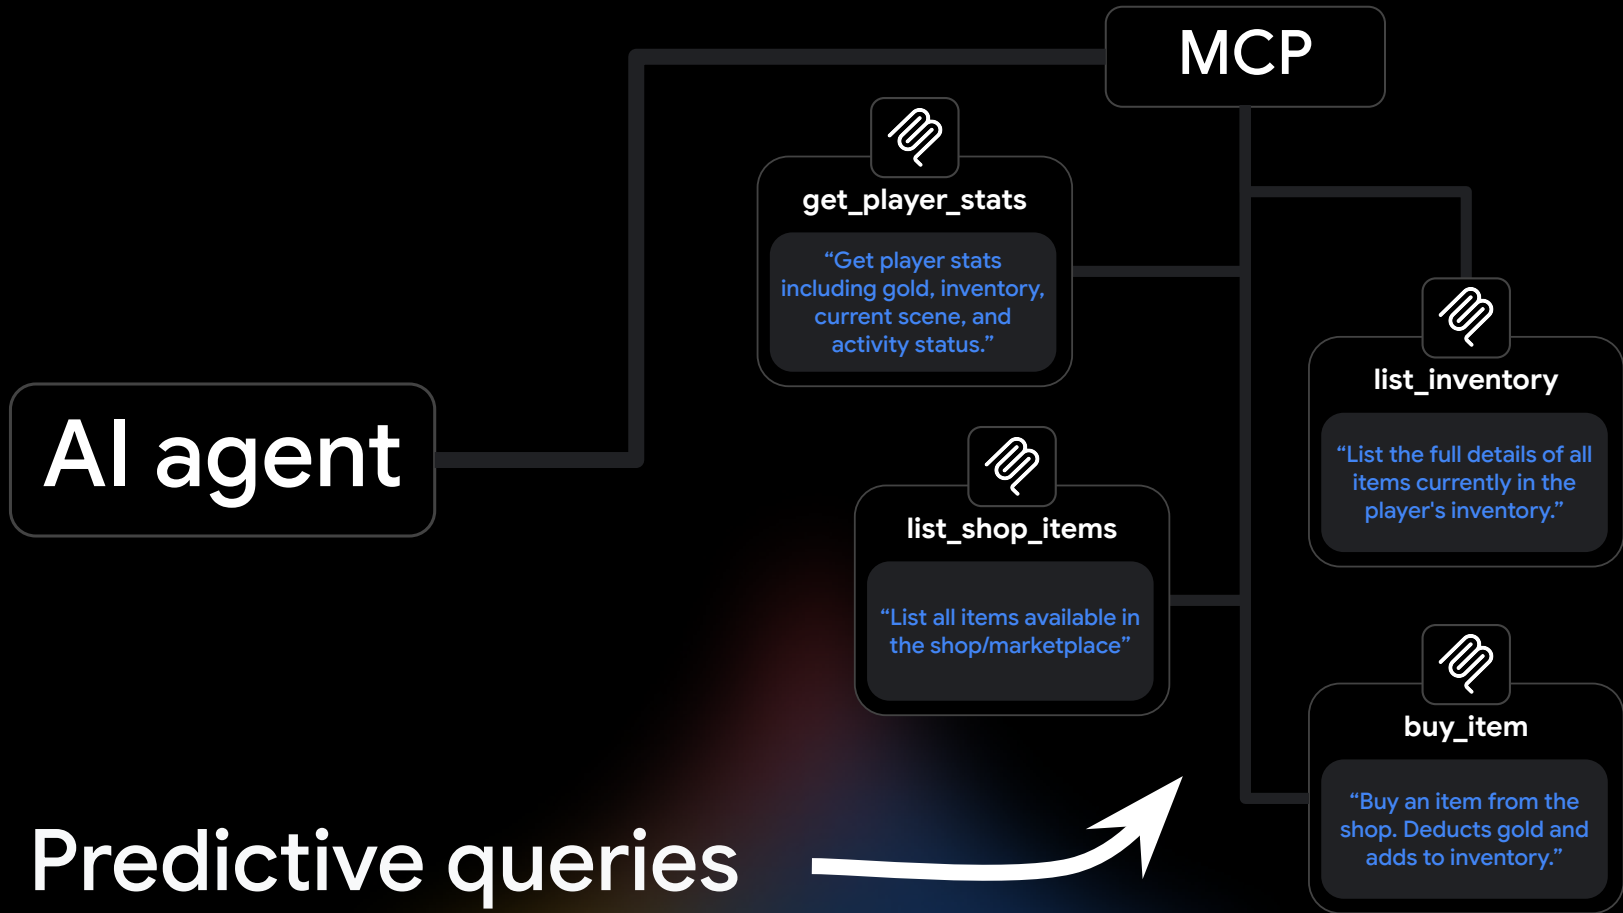 MCP
get_player_stats
“Get player stats
including gold, inventory,
current scene, and
activity status.”
list_inventory
“List the full details of all
items currently in the
player's inventory.”
AI agent
list_shop_items
“List all items available in
the shop/marketplace”
buy_item
“Buy an item from the
shop. Deducts gold and
adds to inventory.”
Predictive queries